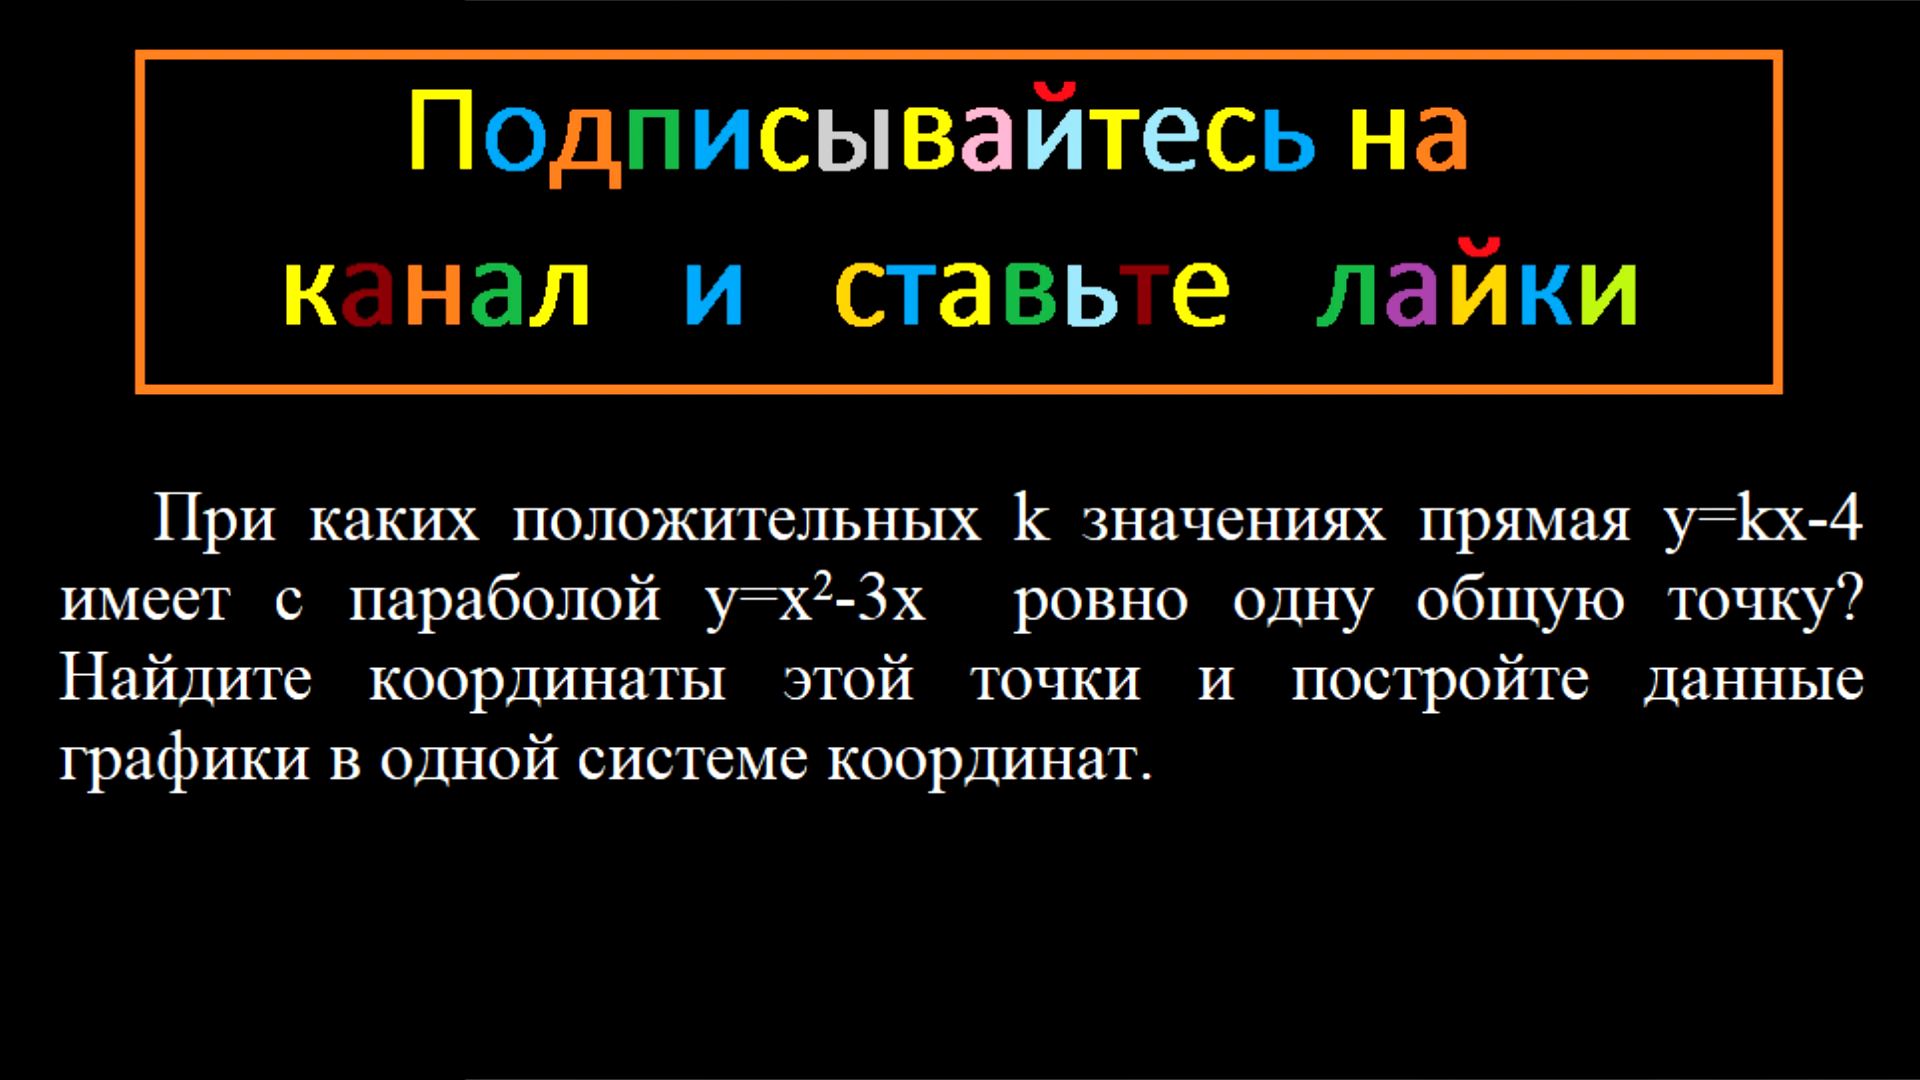 Подписывайтесь на
канал и ставьте лайки
При каких положительных k значениях прямая y=kx-4
имеет с параболой y=x²-3x ровно одну общую точку?
Найдите координаты этой точки и постройте данные
графики в одной системе координат.